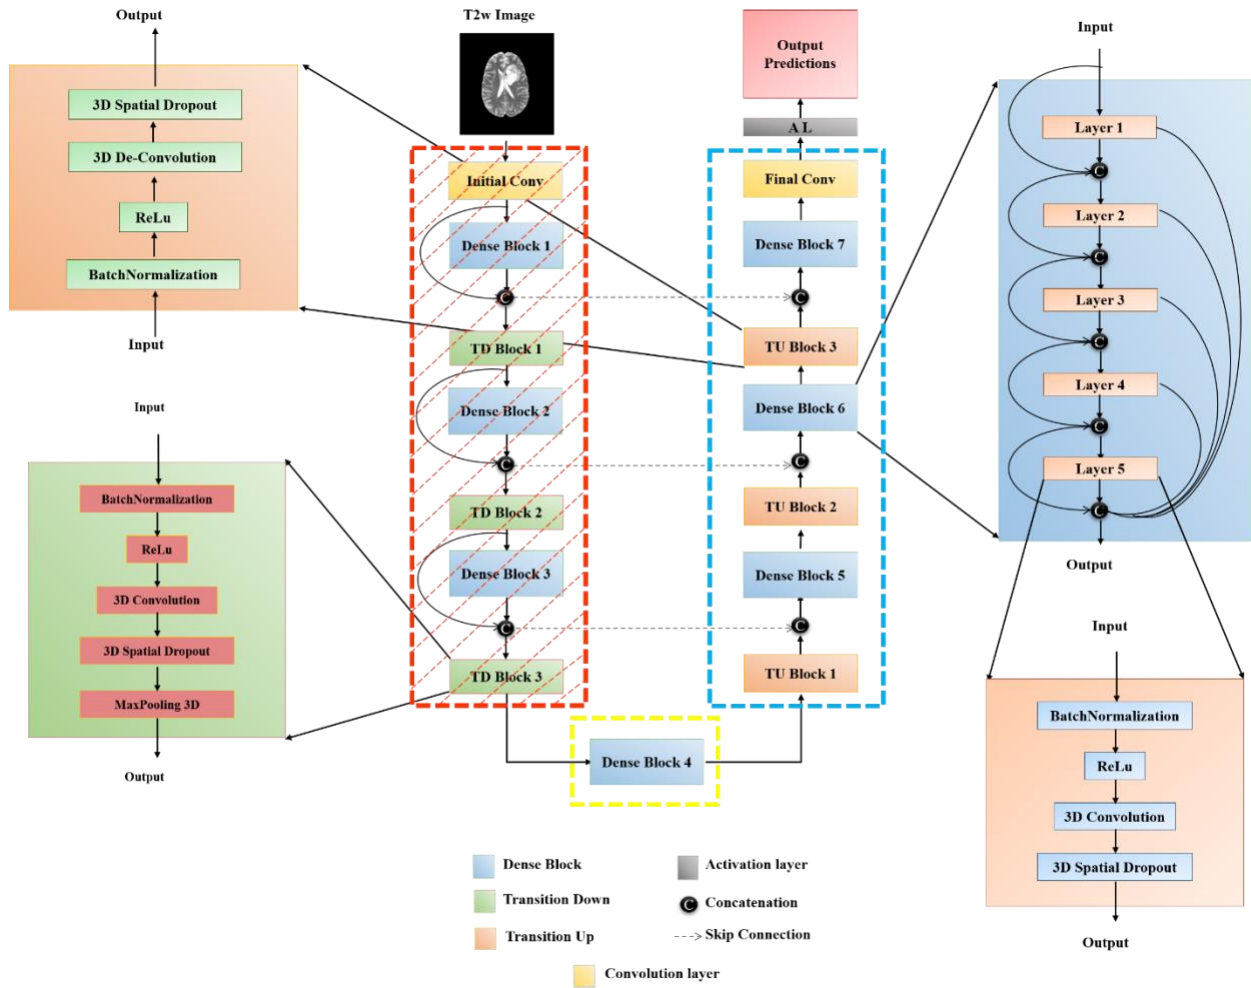 Output
3D Spatial Dropout
3D De-Convolution
ReLu
BatchNormalization
Input
Input
BatchNormalization
ReLu
3D Convolution
3D Spatial Dropout
MaxPooling 3D
Output
T2w Image
Initial Conv
Dense Block 1
C
TD Block 1
Dense Block 2
C
TD Block 2
Dense Block 3
C
TD Block 3
Dense Block 4
Output
Predictions
A L
Final Conv
Dense Block 7
C
TU Block 3
Dense Block 6
C
TU Block 2
Dense Block 5
C
TU Block 1
Input
Layer 1
C
Layer 2
C
Layer 3
C
Layer 4
C
Layer 5
C
Output
Input
BatchNormalization
ReLu
3D Convolution
3D Spatial Dropout
Output
Dense Block
Transition Down
Transition Up
Activation layer
C Concatenation
Skip Connection
Convolution layer